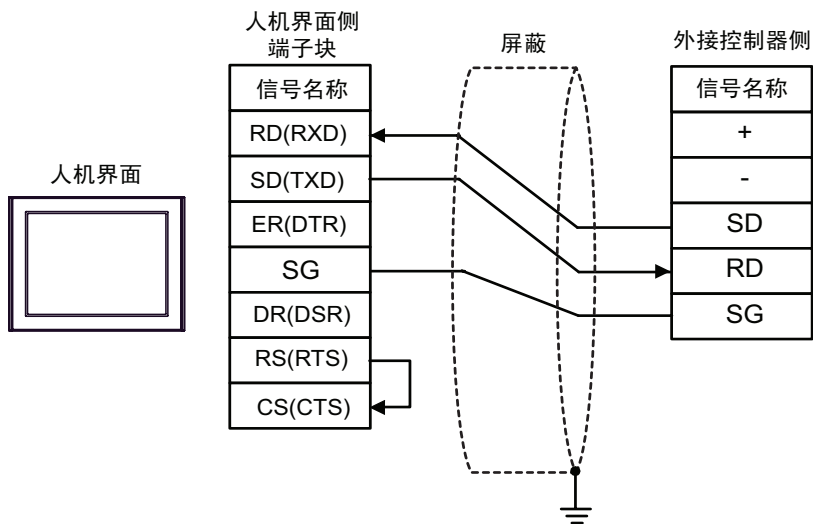 人机界面侧
端子块
屏蔽
外接控制器侧
人机界面
信号名称
RD(RXD)
SD(TXD)
ER(DTR)
SG
DR(DSR)
RS(RTS)
CS(CTS)
信号名称
+
-
SD
RD
SG